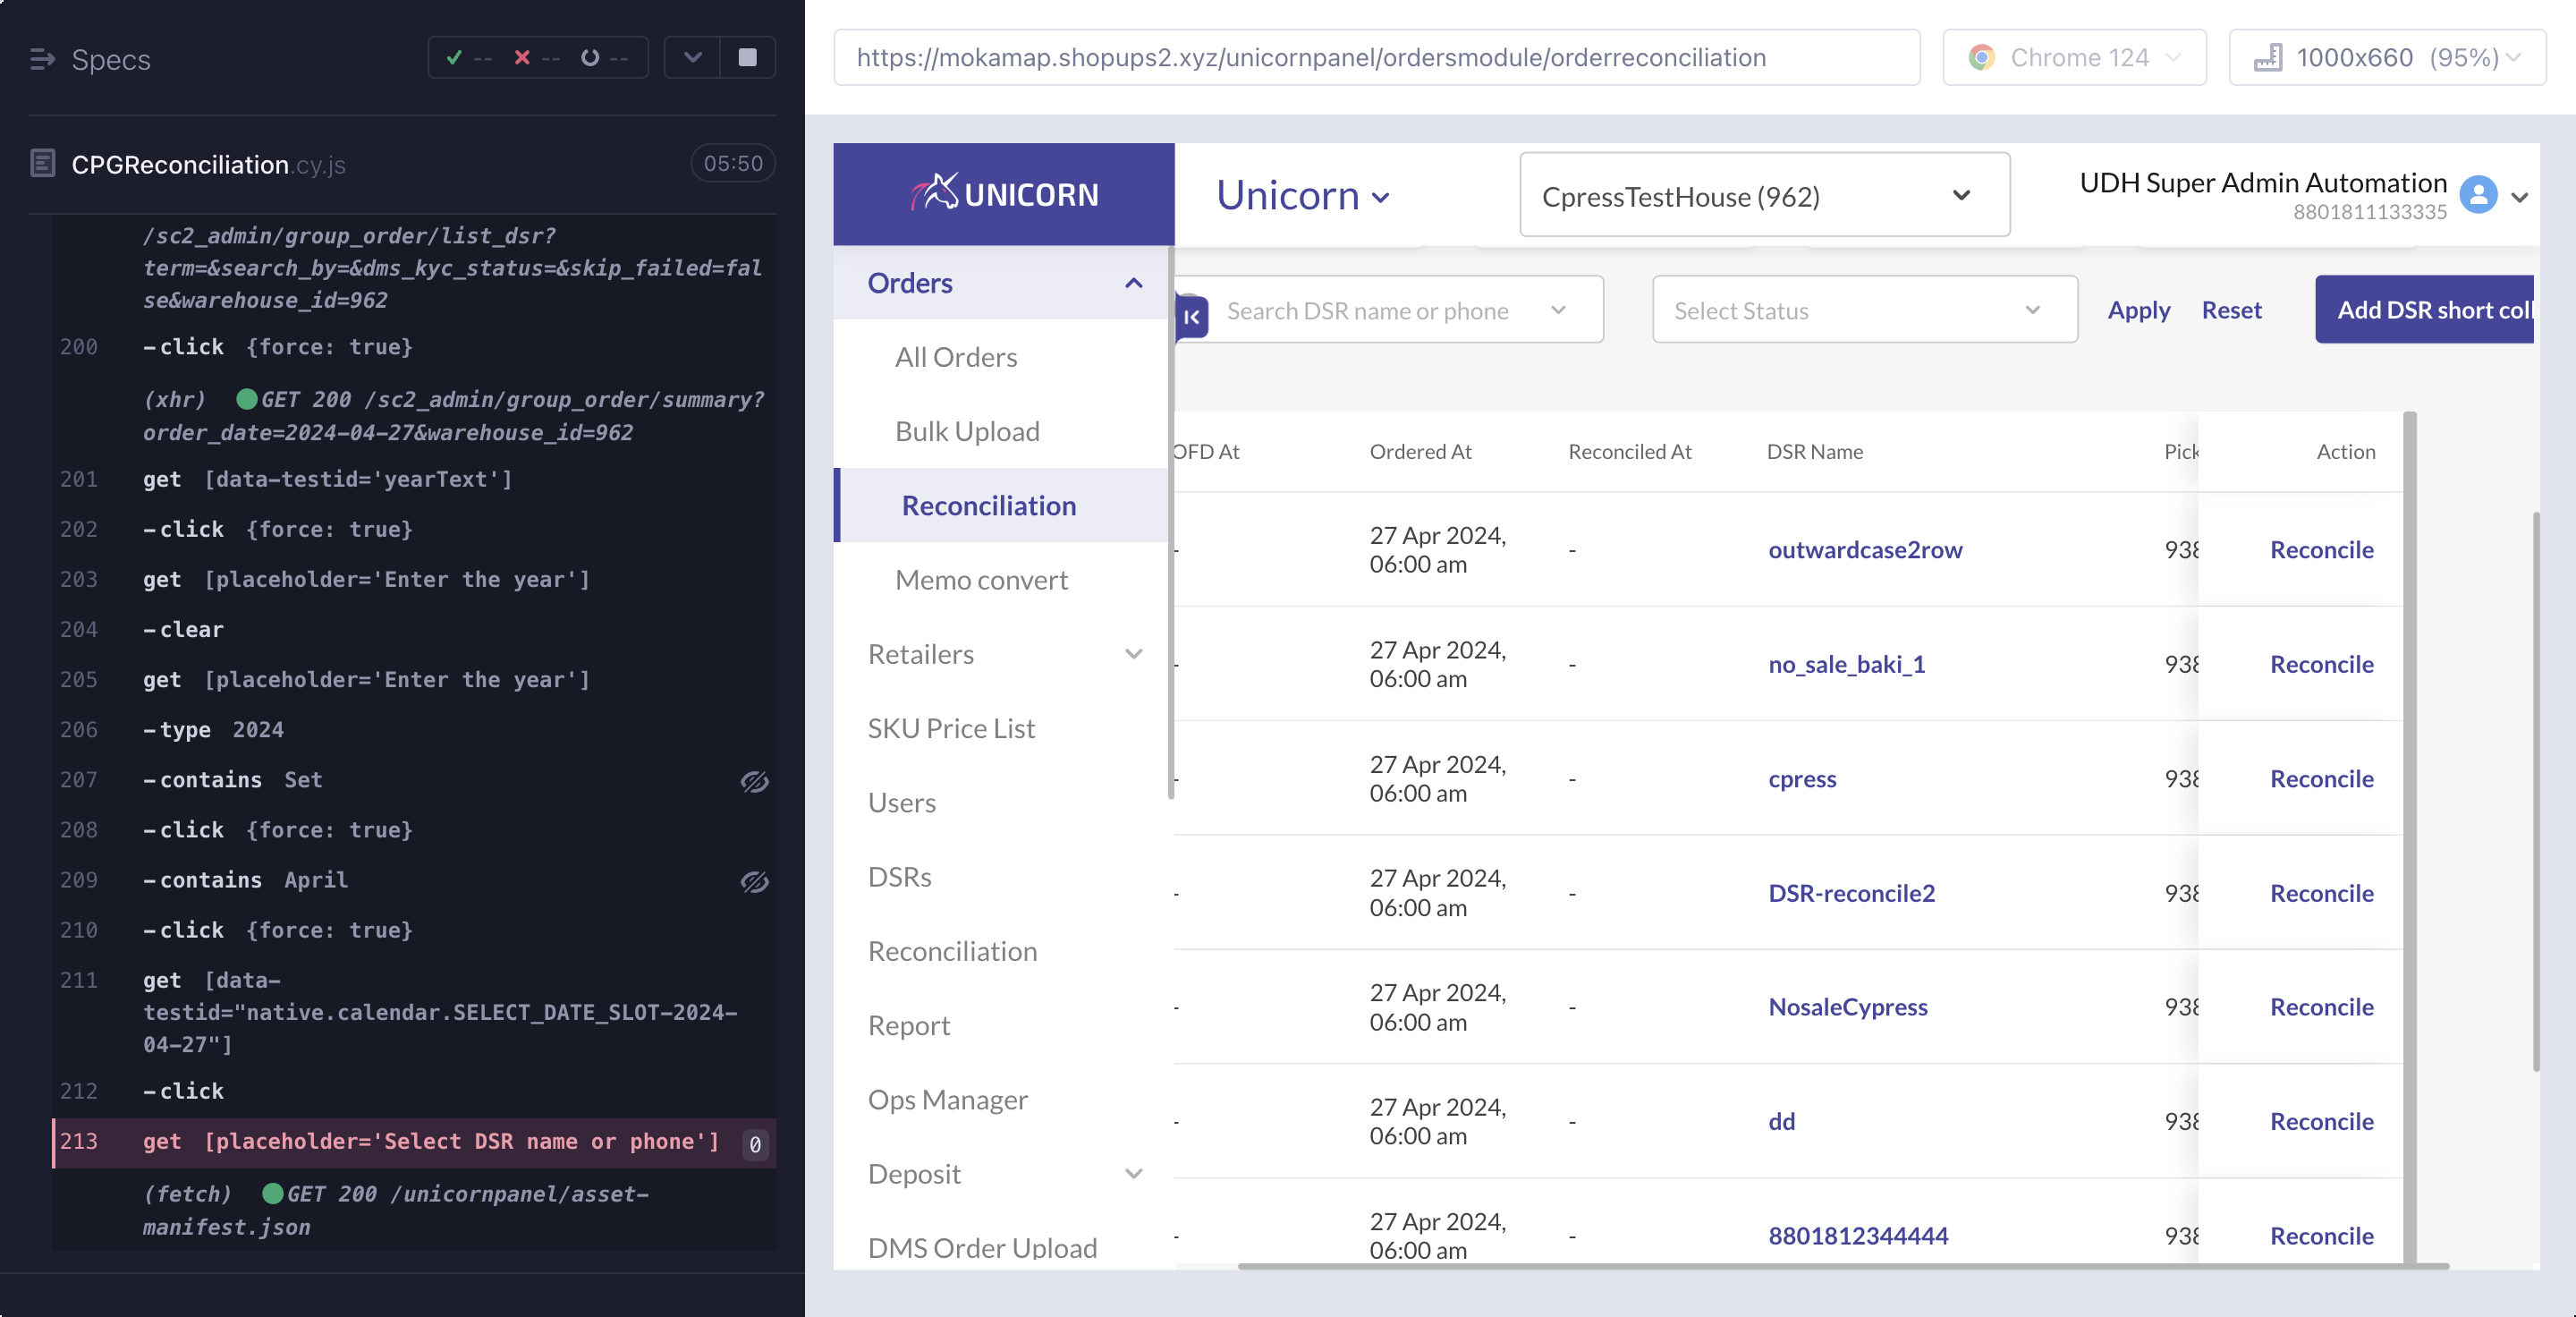 Specs
-- -- --
CPGReconciliation.cy.js
05:50
/sc2_admin/group_order/list_dsr?
term=&search_by=&dms_kyc_status=&skip_failed=fal
se&warehouse_id=962
200 -click {force: true}
(xhr) GET 200 /sc2_admin/group_order/summary?
order_date=2024-04-27&warehouse_id=962
201 get [data-testid='yearText']
202 -click {force: true}
203 get [placeholder='Enter the year']
204 -clear
205 get [placeholder='Enter the year']
206 -type 2024
207 -contains Set
208 -click {force: true}
209 -contains April
210 -click {force: true}
211 get [data-
testid="native.calendar.SELECT_DATE_SLOT-2024-
04-27"]
212 -click
213 get [placeholder='Select DSR name or phone'] 0
(fetch) GET 200 /unicornpanel/asset-
manifest.json
https://mokamap.shopups2.xyz/unicornpanel/ordersmodule/orderreconciliation
Chrome 124
1000x660 (95%)
UNICORN
Unicorn
CpressTestHouse (962)
UDH Super Admin Automation
8801811133335
Orders
All Orders
Bulk Upload
Reconciliation
Memo convert
Retailers
SKU Price List
Users
DSRs
Reconciliation
Report
Ops Manager
Deposit
DMS Order Upload
Search DSR name or phone
Select Status
Apply
Reset
Add DSR short coll
OFD At Ordered At Reconciled At DSR Name Pick Action
- 27 Apr 2024, - outwardcase2row 938 Reconcile
06:00 am
- 27 Apr 2024, - no_sale_baki_1 938 Reconcile
06:00 am
- 27 Apr 2024, - cpress 938 Reconcile
06:00 am
- 27 Apr 2024, - DSR-reconcile2 938 Reconcile
06:00 am
- 27 Apr 2024, - NosaleCypress 938 Reconcile
06:00 am
- 27 Apr 2024, - dd 938 Reconcile
06:00 am
- 27 Apr 2024, - 8801812344444 938 Reconcile
06:00 am